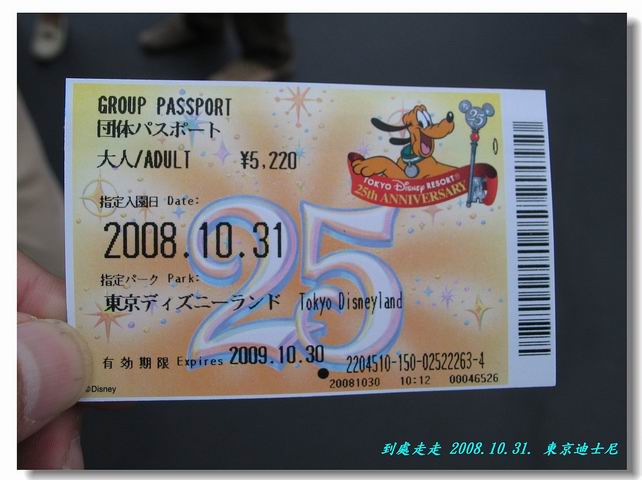 GROUP PASSPORT
団体パスポート
大人/ADULT ¥5,220
25
TOKYO Disney RESORT®
25th ANNIVERSARY
指定入園日 Date:
2008.10.31
25
指定パーク Park:
東京ディズニーランド Tokyo Disneyland
有効期限 Expires 2009.10.30
2204510-150-02522263-4
20081030 10:12 00046526
©Disney
到處走走 2008.10.31. 東京迪士尼